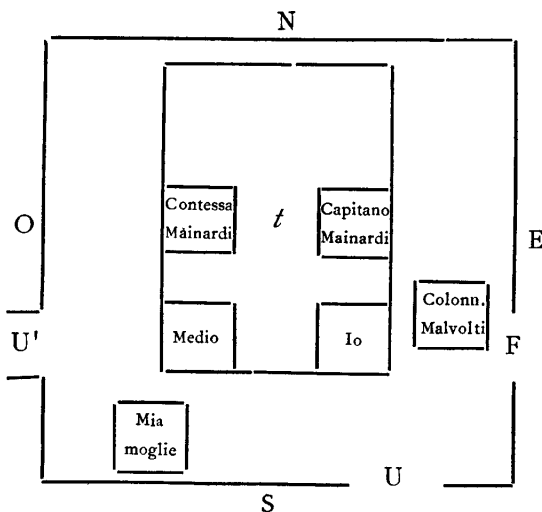 N
Contessa
Mainardi
t
Capitano
Mainardi
O
E
Colonn.
Malvolti
U'
Medio
Io
F
Mia
moglie
U
S